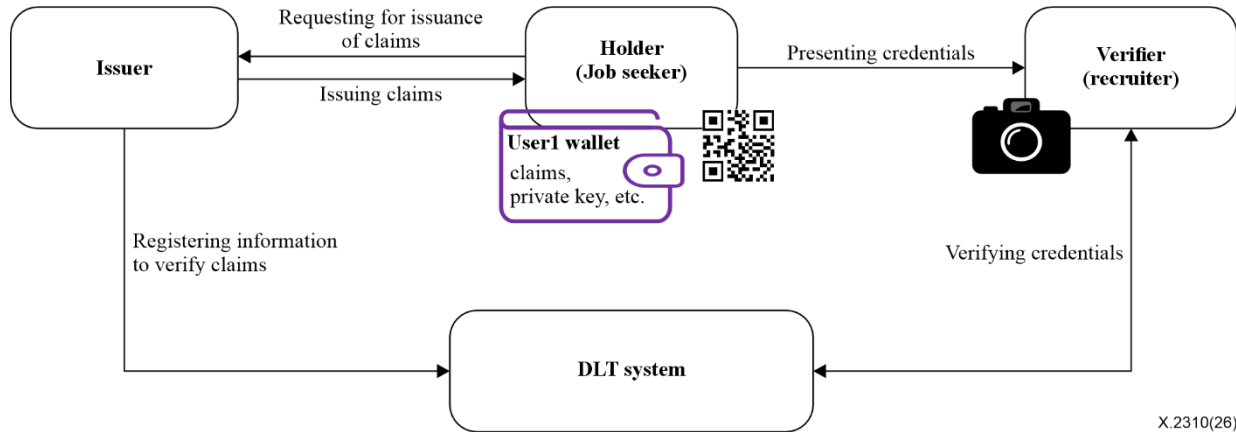 Requesting for issuance
of claims
Issuer
Issuing claims
Holder
(Job seeker)
Presenting credentials
Verifier
(recruiter)
User1 wallet
claims,
private key, etc.
Registering information
to verify claims
Verifying credentials
DLT system
X.2310(26)